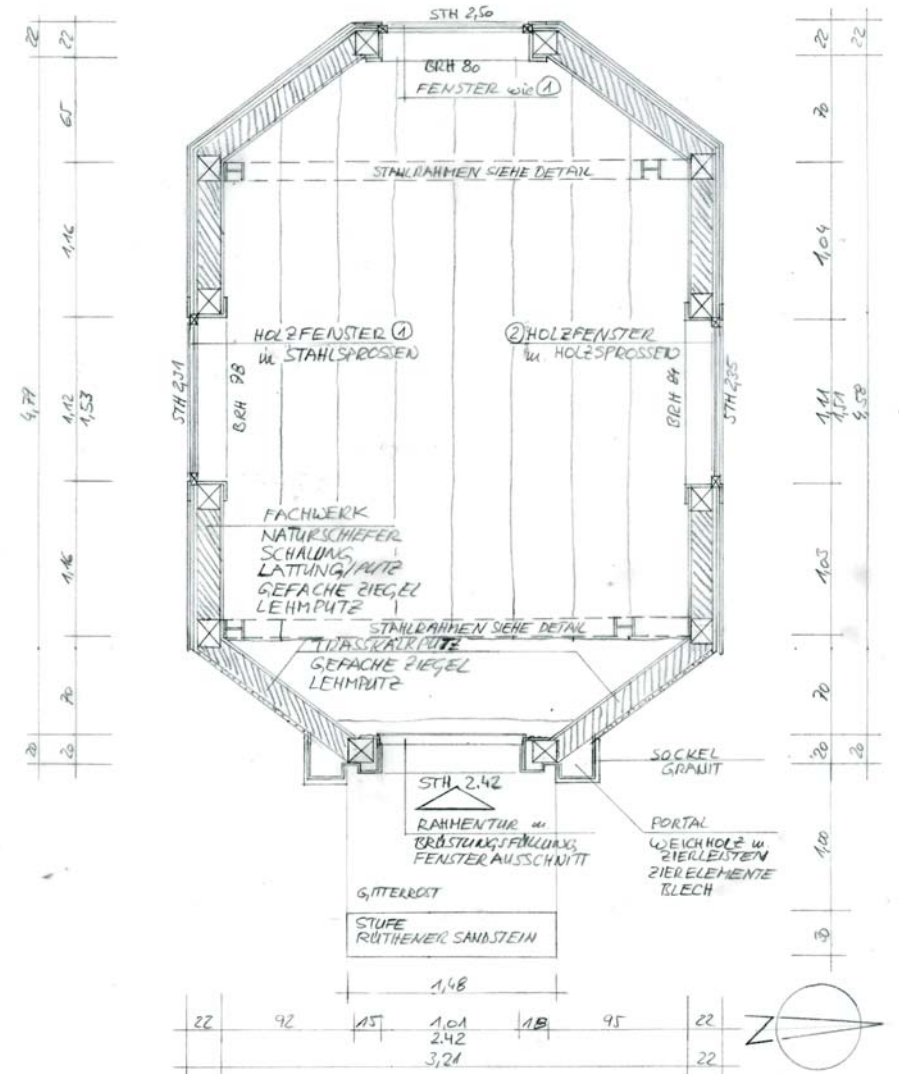 STH 2,50
BRH 80
FENSTER wie ①
STAHLRAHMEN SIEHE DETAIL
HOLZFENSTER ①
m STAHLSPROSSEN
② HOLZFENSTER
m. HOLZSPROSSEN
STH 2,31
BRH 98
BRH 84
STH 2,35
FACHWERK
NATURSCHIEFER
SCHALUNG
LATTUNG/PUTZ
GEFACHE ZIEGEL
LEHMPUTZ
STAHLRAHMEN SIEHE DETAIL
TRASSKALKPUTZ
GEFACHE ZIEGEL
LEHMPUTZ
STH 2,42
RAHMENTÜR m.
BRÜSTUNGSFÜLLUNG
FENSTERAUSSCHNITT
SOCKEL
GRANIT
PORTAL
WEICHHOLZ m.
ZIERLEISTEN
ZIERELEMENTE
BLECH
GITTERROST
STUFE
RÜTHENER SANDSTEIN
22 22
65
1,16
1,12
1,53
1,16
70
20 20
22 22
70
1,04
1,11
1,51
1,03
70
20 20
1,00
1,48
22 92 15 1,01 18 95 22
2.42
3,21 22